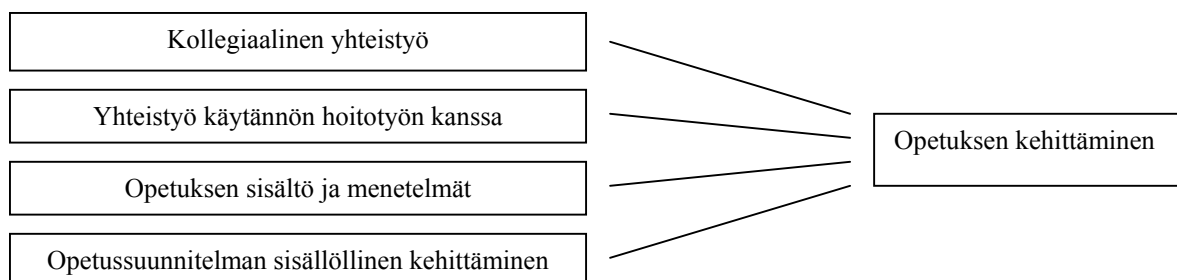 Kollegiaalinen yhteistyö
Yhteistyö käytännön hoitotyön kanssa
Opetuksen kehittäminen
Opetuksen sisältö ja menetelmät
Opetussuunnitelman sisällöllinen kehittäminen